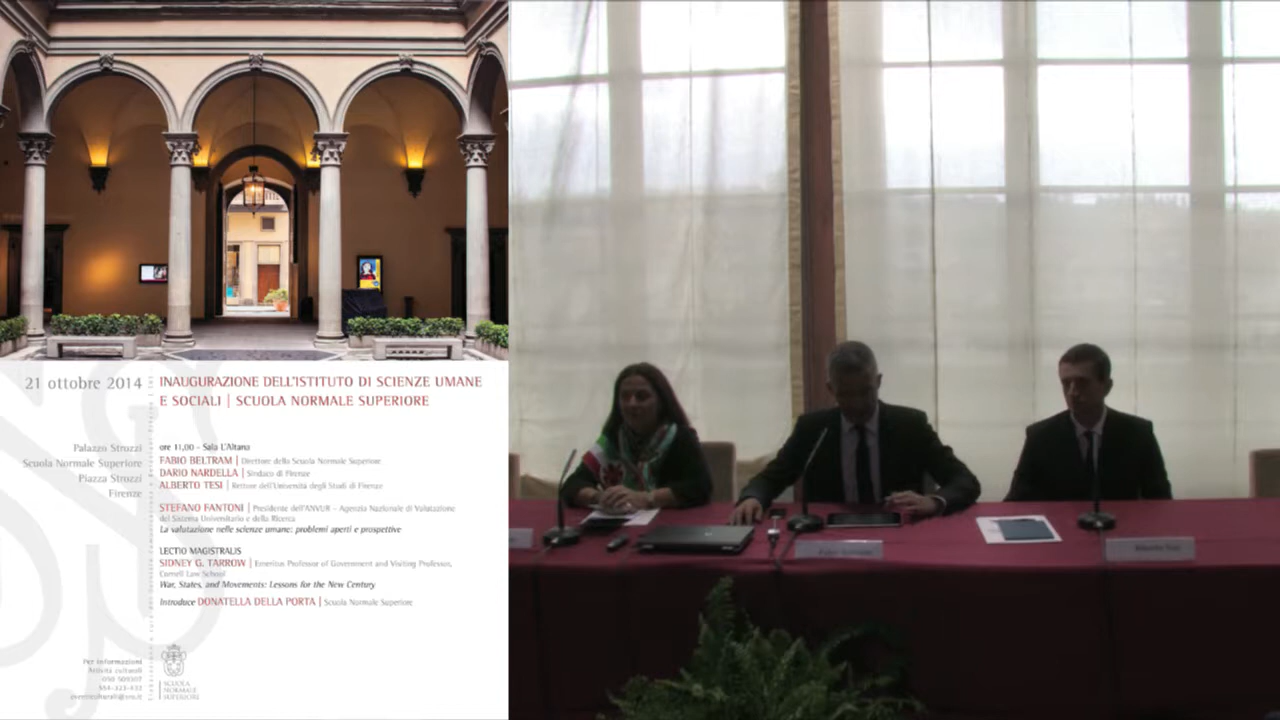 21 ottobre 2014
INAUGURAZIONE DELL'ISTITUTO DI SCIENZE UMANE
E SOCIALI | SCUOLA NORMALE SUPERIORE
Palazzo Strozzi
Scuola Normale Superiore
Piazza Strozzi
Firenze
ore 11,00 - Sala L'Altana
FABIO BELTRAM | Direttore della Scuola Normale Superiore
DARIO NARDELLA | Sindaco di Firenze
ALBERTO TESI | Rettore dell'Università degli Studi di Firenze
STEFANO FANTONI | Presidente dell'ANVUR - Agenzia Nazionale di Valutazione
del Sistema Universitario e della Ricerca
La valutazione nelle scienze umane: problemi aperti e prospettive
LECTIO MAGISTRALIS
SIDNEY G. TARROW | Emeritus Professor of Government and Visiting Professor,
Cornell Law School
War, States, and Movements: Lessons for the New Century
Introduce DONATELLA DELLA PORTA | Scuola Normale Superiore
Per informazioni
Attività culturali
SCUOLA
NORMALE
SUPERIORE